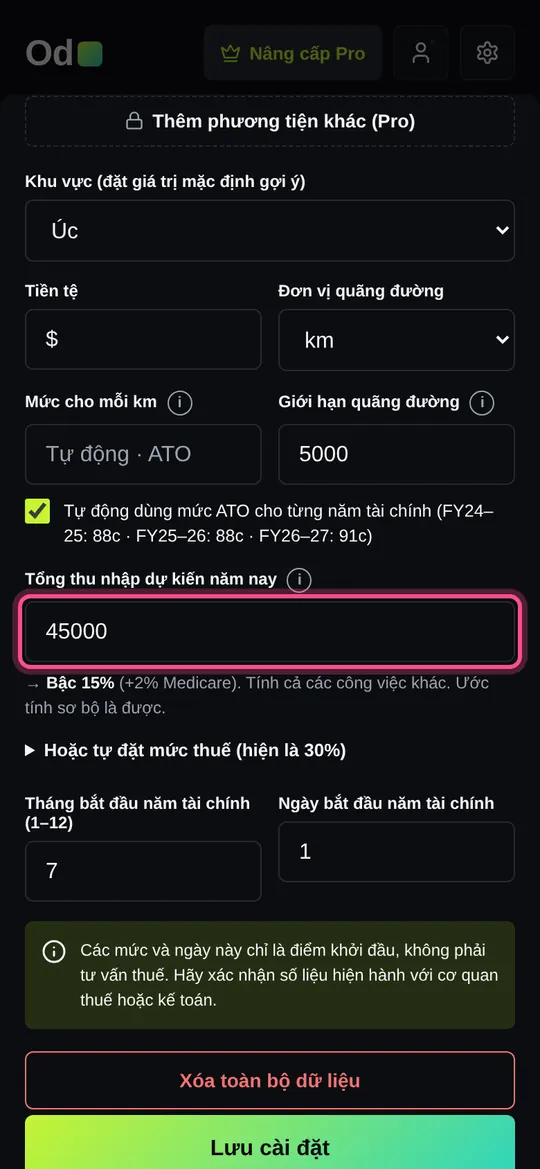 Od
Nâng cấp Pro
Thêm phương tiện khác (Pro)
Khu vực (đặt giá trị mặc định gợi ý)
Úc
Tiền tệ
Đơn vị quãng đường
$
km
Mức cho mỗi km
Giới hạn quãng đường
Tự động · ATO
5000
Tự động dùng mức ATO cho từng năm tài chính (FY24–
25: 88c · FY25–26: 88c · FY26–27: 91c)
Tổng thu nhập dự kiến năm nay
45000
→ Bậc 15% (+2% Medicare). Tính cả các công việc khác. Ước
tính sơ bộ là được.
Hoặc tự đặt mức thuế (hiện là 30%)
Tháng bắt đầu năm tài chính
(1–12)
Ngày bắt đầu năm tài chính
7
1
Các mức và ngày này chỉ là điểm khởi đầu, không phải
tư vấn thuế. Hãy xác nhận số liệu hiện hành với cơ quan
thuế hoặc kế toán.
Xóa toàn bộ dữ liệu
Lưu cài đặt